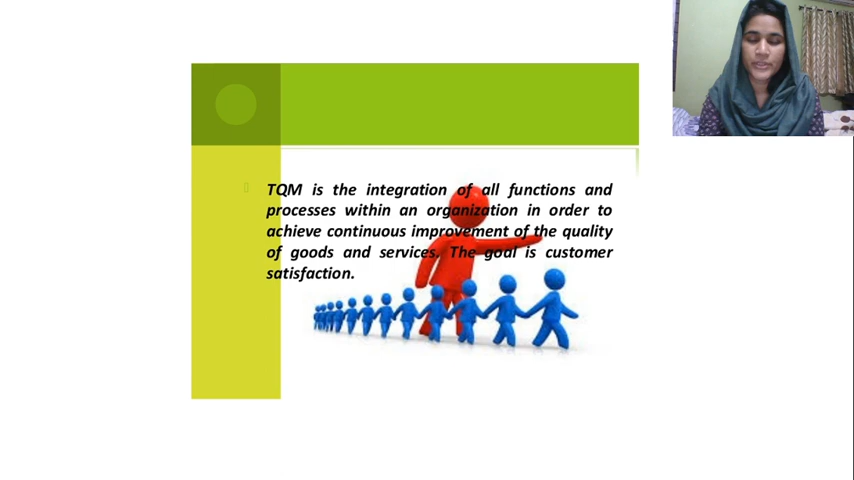 TQM is the integration of all functions and
processes within an organization in order to
achieve continuous improvement of the quality
of goods and services. The goal is customer
satisfaction.